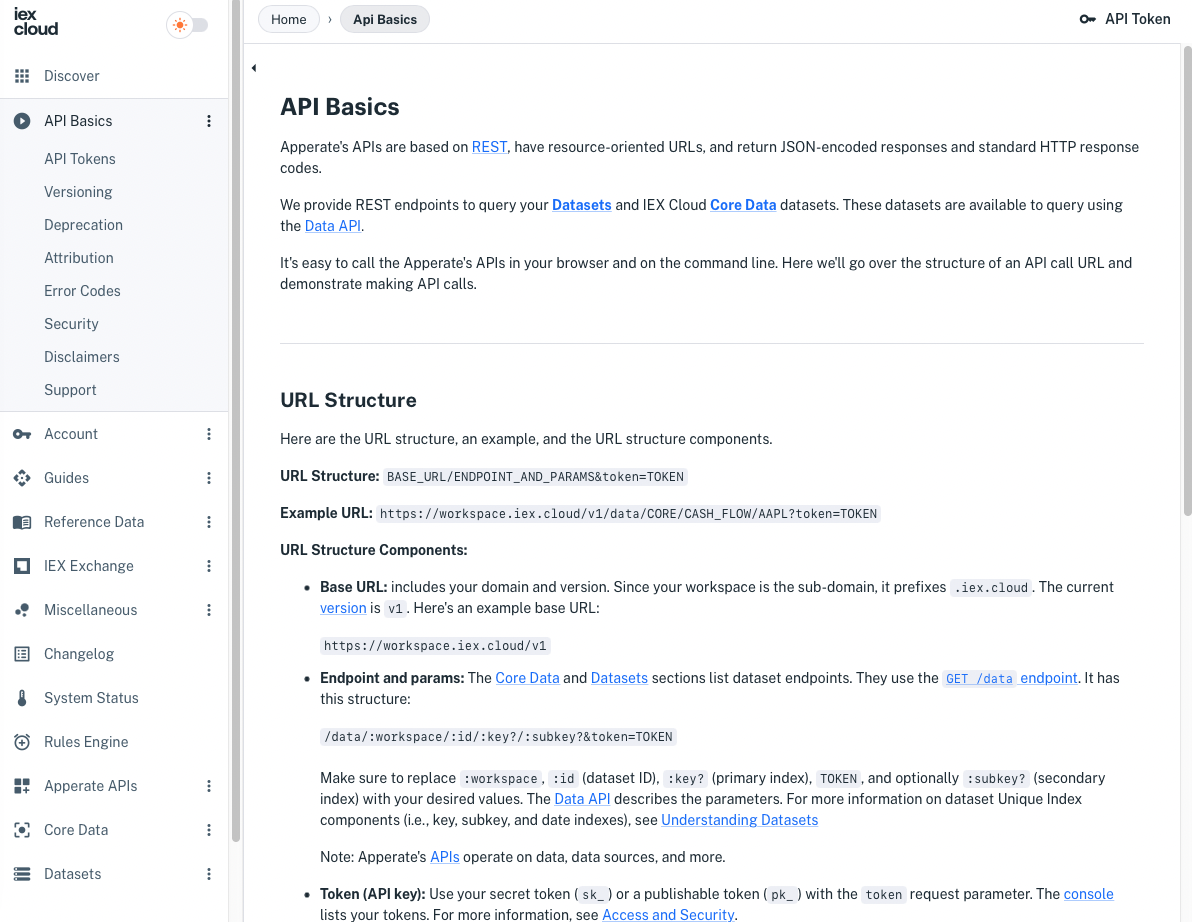 iex
cloud
Discover
API Basics
API Tokens
Versioning
Deprecation
Attribution
Error Codes
Security
Disclaimers
Support
Account
Guides
Reference Data
IEX Exchange
Miscellaneous
Changelog
System Status
Rules Engine
Apperate APIs
Core Data
Datasets
Home › Api Basics
API Token
API Basics
Apperate's APIs are based on REST, have resource-oriented URLs, and return JSON-encoded responses and standard HTTP response
codes.
We provide REST endpoints to query your Datasets and IEX Cloud Core Data datasets. These datasets are available to query using
the Data API.
It's easy to call the Apperate's APIs in your browser and on the command line. Here we'll go over the structure of an API call URL and
demonstrate making API calls.
URL Structure
Here are the URL structure, an example, and the URL structure components.
URL Structure: BASE_URL/ENDPOINT_AND_PARAMS&token=TOKEN
Example URL: https://workspace.iex.cloud/v1/data/CORE/CASH_FLOW/AAPL?token=TOKEN
URL Structure Components:
• Base URL: includes your domain and version. Since your workspace is the sub-domain, it prefixes .iex.cloud. The current
version is v1. Here's an example base URL:
https://workspace.iex.cloud/v1
• Endpoint and params: The Core Data and Datasets sections list dataset endpoints. They use the GET /data endpoint. It has
this structure:
/data/:workspace/:id/:key?/:subkey?&token=TOKEN
Make sure to replace :workspace, :id (dataset ID), :key? (primary index), TOKEN, and optionally :subkey? (secondary
index) with your desired values. The Data API describes the parameters. For more information on dataset Unique Index
components (i.e., key, subkey, and date indexes), see Understanding Datasets
Note: Apperate's APIs operate on data, data sources, and more.
• Token (API key): Use your secret token (sk_) or a publishable token (pk_) with the token request parameter. The console
lists your tokens. For more information, see Access and Security.